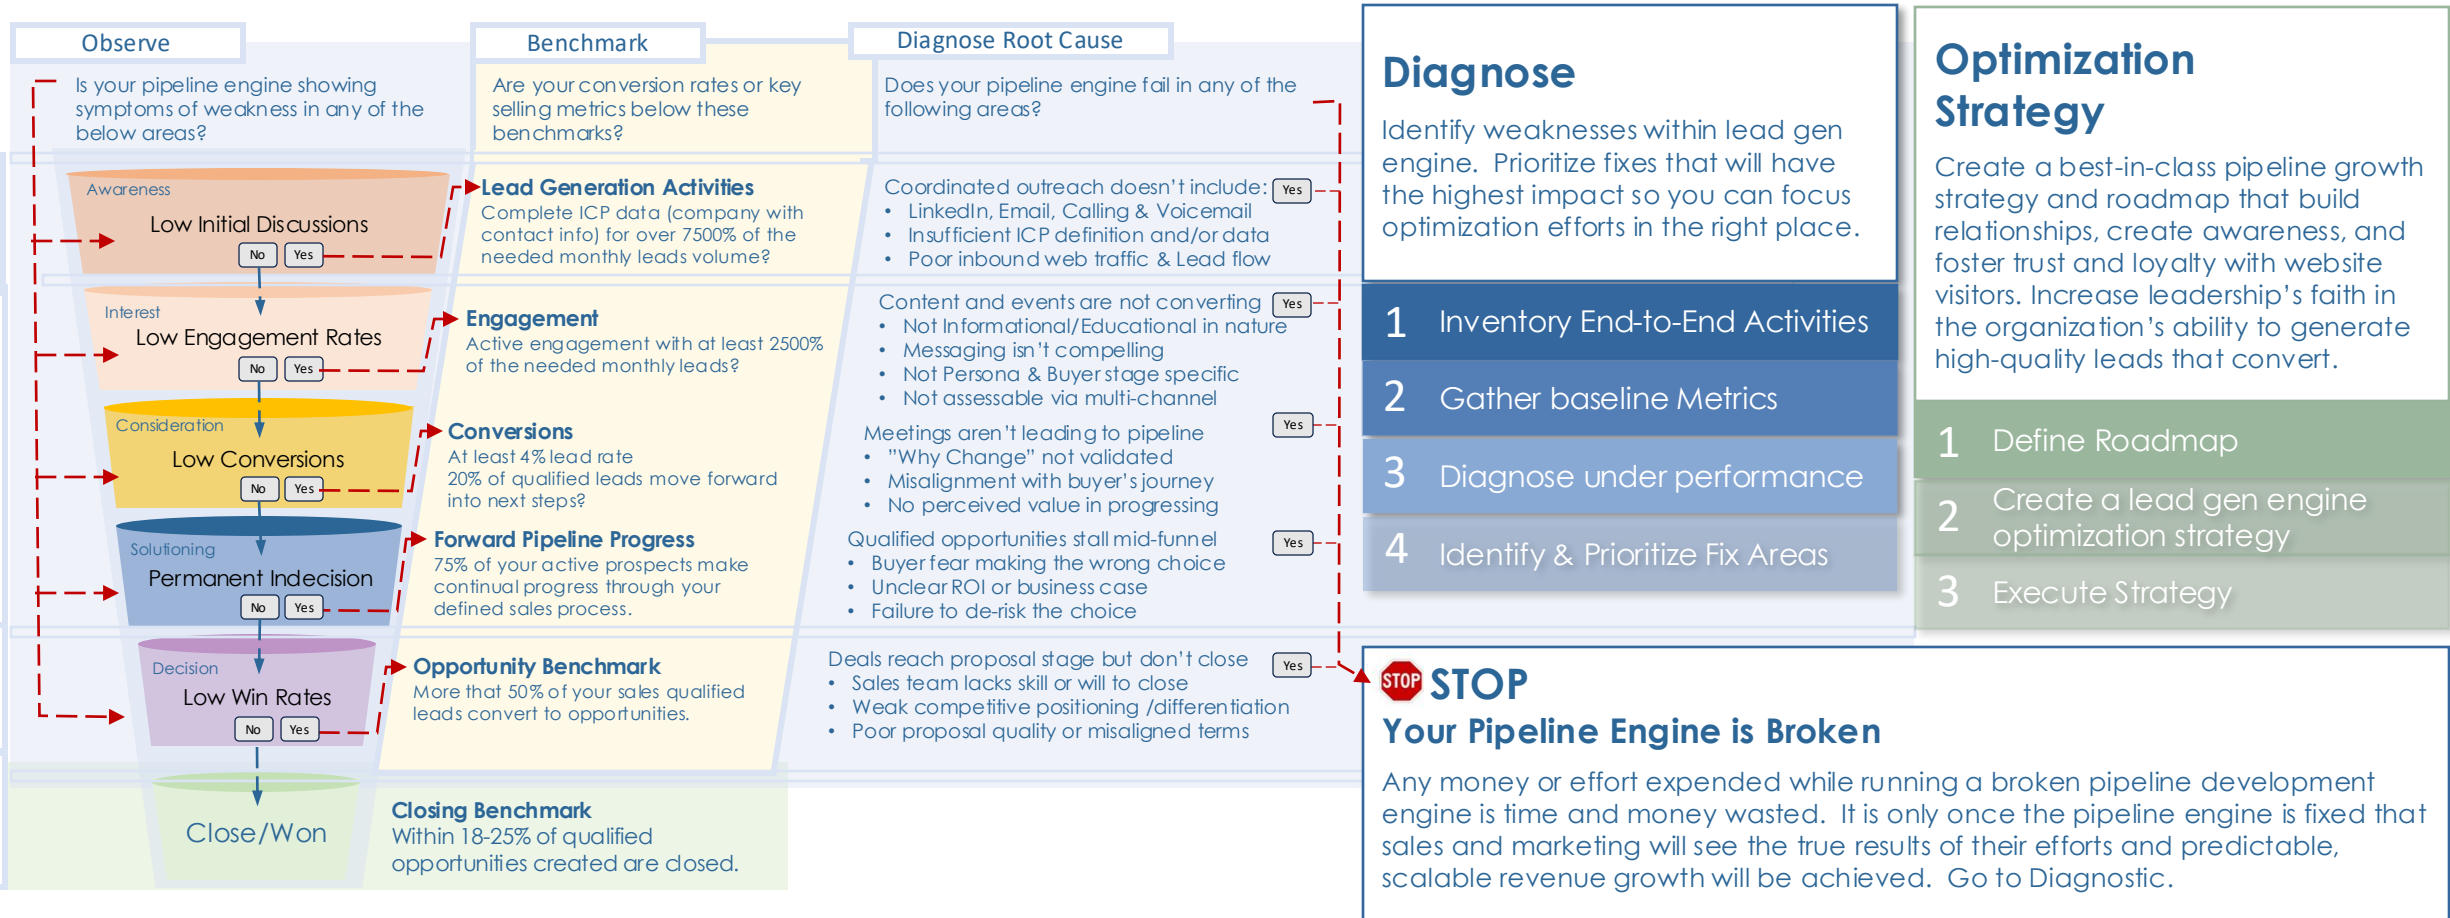 Observe
Is your pipeline engine showing
symptoms of weakness in any of the
below areas?
Awareness
Low Initial Discussions
No
Yes
Interest
Low Engagement Rates
No
Yes
Consideration
Low Conversions
No
Yes
Solutioning
Permanent Indecision
No
Yes
Decision
Low Win Rates
No
Yes
Close/Won
Benchmark
Are your conversion rates or key
selling metrics below these
benchmarks?
Lead Generation Activities
Complete ICP data (company with
contact info) for over 7500% of the
needed monthly leads volume?
Engagement
Active engagement with at least 2500%
of the needed monthly leads?
Conversions
At least 4% lead rate
20% of qualified leads move forward
into next steps?
Forward Pipeline Progress
75% of your active prospects make
continual progress through your
defined sales process.
Opportunity Benchmark
More that 50% of your sales qualified
leads convert to opportunities.
Closing Benchmark
Within 18-25% of qualified
opportunities created are closed.
Diagnose Root Cause
Does your pipeline engine fail in any of the
following areas?
Coordinated outreach doesn't include: Yes
• LinkedIn, Email, Calling & Voicemail
• Insufficient ICP definition and/or data
• Poor inbound web traffic & Lead flow
Content and events are not converting Yes
• Not Informational/Educational in nature
• Messaging isn't compelling
• Not Persona & Buyer stage specific
• Not assessable via multi-channel
Meetings aren't leading to pipeline Yes
• ”Why Change” not validated
• Misalignment with buyer's journey
• No perceived value in progressing
Qualified opportunities stall mid-funnel Yes
• Buyer fear making the wrong choice
• Unclear ROI or business case
• Failure to de-risk the choice
Deals reach proposal stage but don't close Yes
• Sales team lacks skill or will to close
• Weak competitive positioning /differentiation
• Poor proposal quality or misaligned terms
Diagnose
Identify weaknesses within lead gen
engine. Prioritize fixes that will have
the highest impact so you can focus
optimization efforts in the right place.
1 Inventory End-to-End Activities
2 Gather baseline Metrics
3 Diagnose under performance
4 Identify & Prioritize Fix Areas
Optimization
Strategy
Create a best-in-class pipeline growth
strategy and roadmap that build
relationships, create awareness, and
foster trust and loyalty with website
visitors. Increase leadership's faith in
the organization's ability to generate
high-quality leads that convert.
1 Define Roadmap
2 Create a lead gen engine
optimization strategy
3 Execute Strategy
STOP STOP
Your Pipeline Engine is Broken
Any money or effort expended while running a broken pipeline development
engine is time and money wasted. It is only once the pipeline engine is fixed that
sales and marketing will see the true results of their efforts and predictable,
scalable revenue growth will be achieved. Go to Diagnostic.